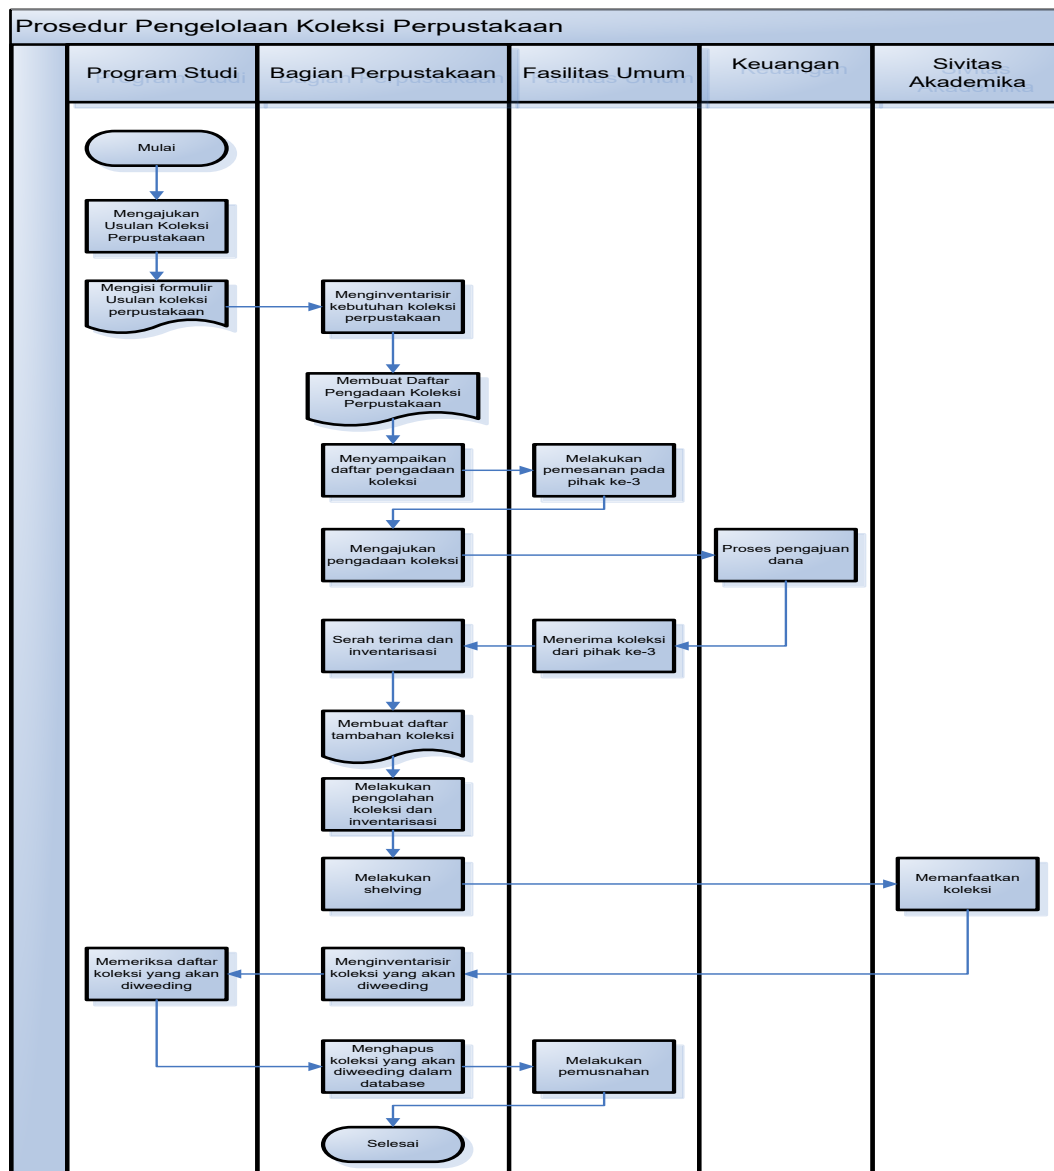 Prosedur Pengelolaan Koleksi Perpustakaan
Program Studi
Bagian Perpustakaan
Fasilitas Umum
Keuangan
Sivitas
Akademika
Mulai
Mengajukan
Usulan Koleksi
Perpustakaan
Mengisi formulir
Usulan koleksi
perpustakaan
Menginventarisir
kebutuhan koleksi
perpustakaan
Membuat Daftar
Pengadaan Koleksi
Perpustakaan
Menyampaikan
daftar pengadaan
koleksi
Melakukan
pemesanan pada
pihak ke-3
Mengajukan
pengadaan koleksi
Proses pengajuan
dana
Serah terima dan
inventarisasi
Menerima koleksi
dari pihak ke-3
Membuat daftar
tambahan koleksi
Melakukan
pengolahan
koleksi dan
inventarisasi
Melakukan
shelving
Memanfaatkan
koleksi
Memeriksa daftar
koleksi yang akan
diweeding
Menginventarisir
koleksi yang akan
diweeding
Menghapus
koleksi yang akan
diweeding dalam
database
Melakukan
pemusnahan
Selesai